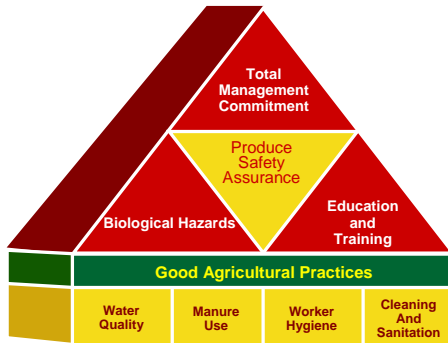 Total
Management
Commitment
Produce
Safety
Assurance
Biological Hazards
Education
and
Training
Good Agricultural Practices
Water
Quality
Manure
Use
Worker
Hygiene
Cleaning
And
Sanitation